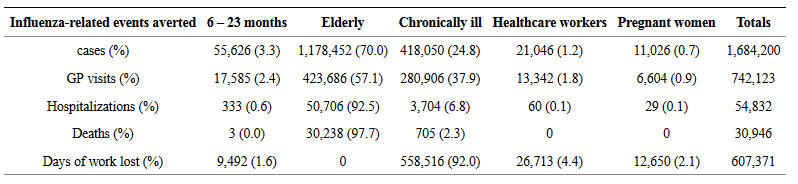 Influenza-related events averted 6 – 23 months Elderly Chronically ill Healthcare workers Pregnant women Totals
cases (%) 55,626 (3.3) 1,178,452 (70.0) 418,050 (24.8) 21,046 (1.2) 11,026 (0.7) 1,684,200
GP visits (%) 17,585 (2.4) 423,686 (57.1) 280,906 (37.9) 13,342 (1.8) 6,604 (0.9) 742,123
Hospitalizations (%) 333 (0.6) 50,706 (92.5) 3,704 (6.8) 60 (0.1) 29 (0.1) 54,832
Deaths (%) 3 (0.0) 30,238 (97.7) 705 (2.3) 0 0 30,946
Days of work lost (%) 9,492 (1.6) 0 558,516 (92.0) 26,713 (4.4) 12,650 (2.1) 607,371